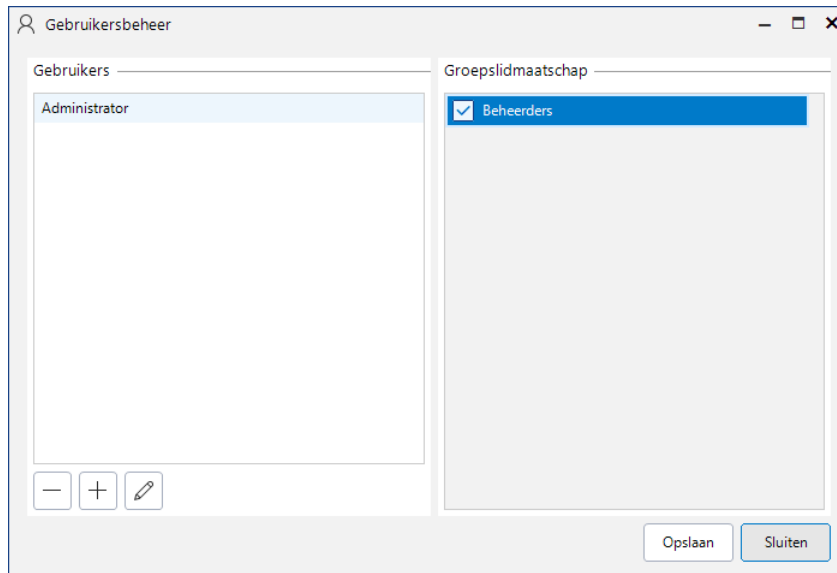 Gebruikersbeheer
Gebruikers
Groepslidmaatschap
Administrator
Beheerders
Opslaan
Sluiten